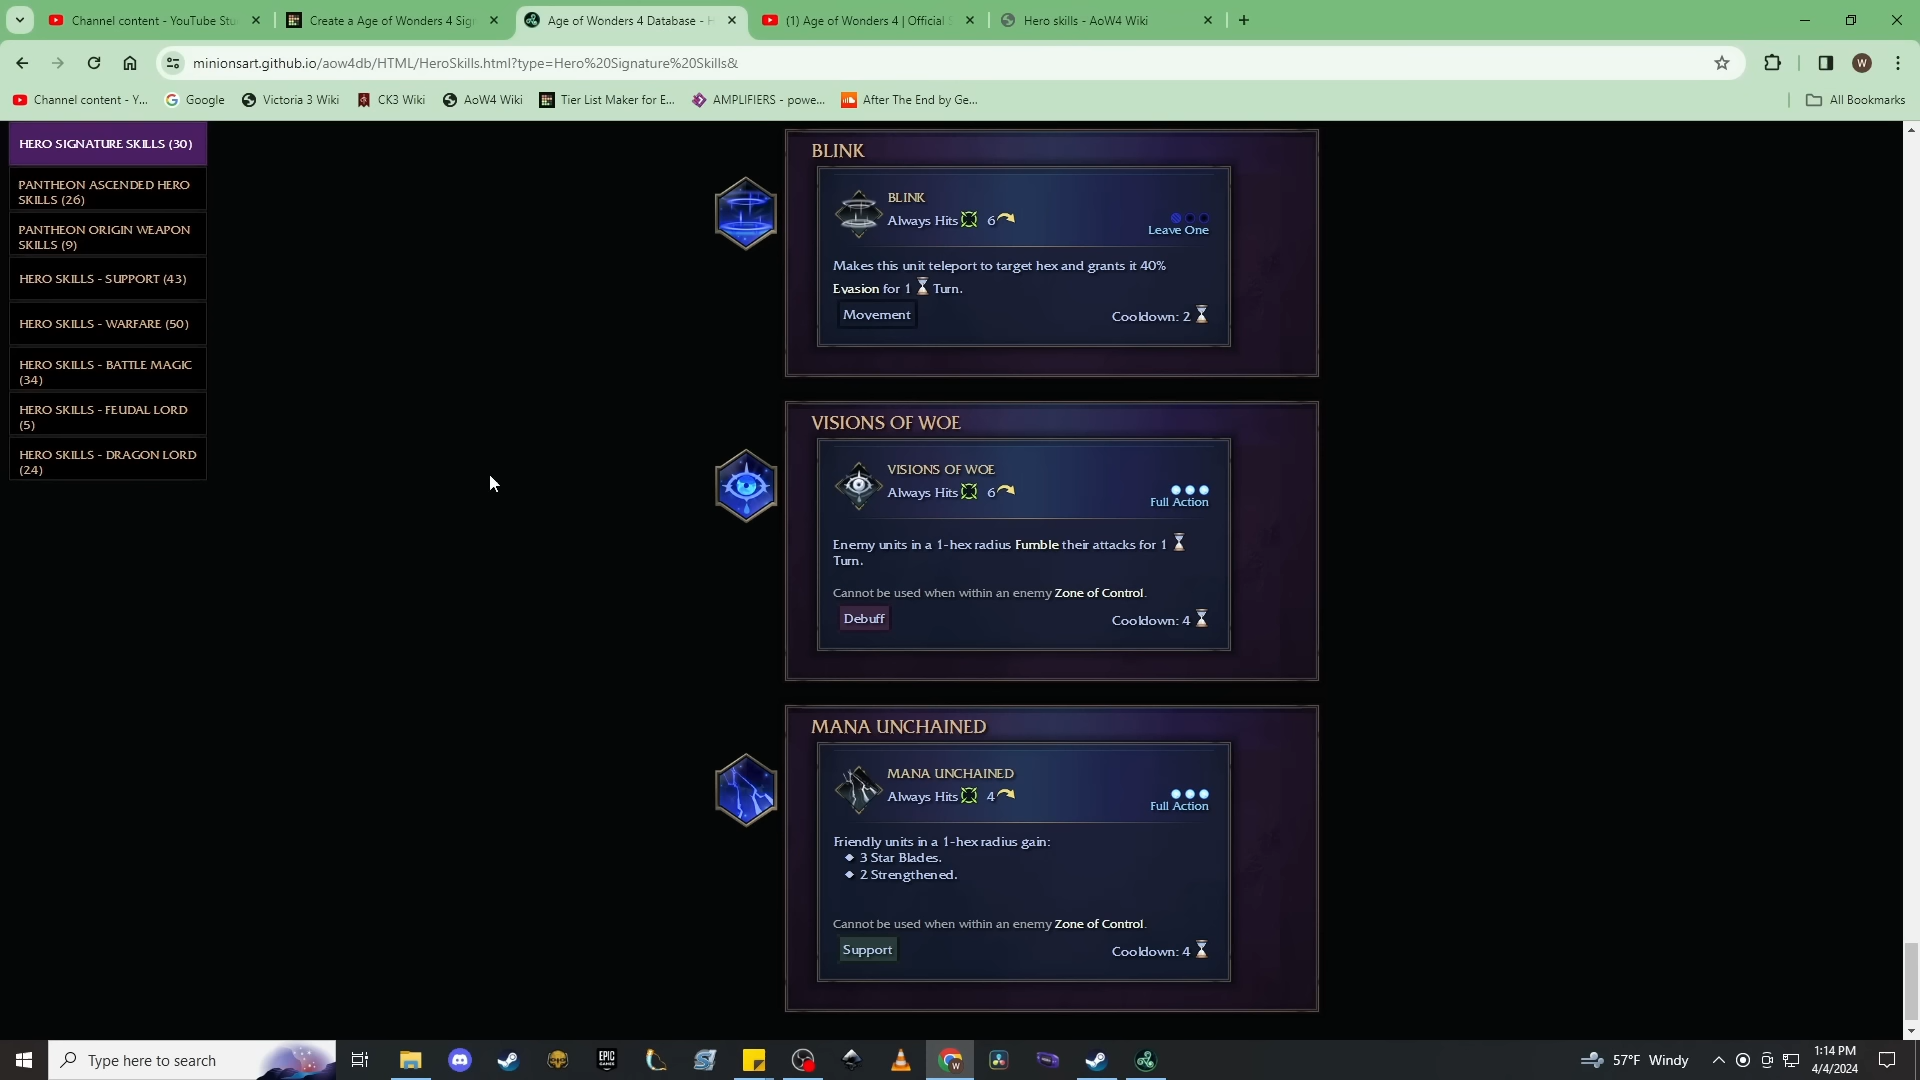 Channel content - YouTube Stu
Create a Age of Wonders 4 Sign
Age of Wonders 4 Database - H
(1) Age of Wonders 4 | Official S
Hero skills - AoW4 Wiki
minionsart.github.io/aow4db/HTML/HeroSkills.html?type=Hero%20Signature%20Skills&
W
Channel content - Y...
Google
Victoria 3 Wiki
CK3 Wiki
AoW4 Wiki
Tier List Maker for E...
AMPLIFIERS - powe...
After The End by Ge...
All Bookmarks
HERO SIGNATURE SKILLS (30)
PANTHEON ASCENDED HERO
SKILLS (26)
PANTHEON ORIGIN WEAPON
SKILLS (9)
HERO SKILLS - SUPPORT (43)
HERO SKILLS - WARFARE (50)
HERO SKILLS - BATTLE MAGIC
(34)
HERO SKILLS - FEUDAL LORD
(5)
HERO SKILLS - DRAGON LORD
(24)
BLINK
BLINK
Always Hits 6
Leave One
Makes this unit teleport to target hex and grants it 40%
Evasion for 1 Turn.
Movement
Cooldown: 2
VISIONS OF WOE
VISIONS OF WOE
Always Hits 6
Full Action
Enemy units in a 1-hex radius Fumble their attacks for 1
Turn.
Cannot be used when within an enemy Zone of Control.
Debuff
Cooldown: 4
MANA UNCHAINED
MANA UNCHAINED
Always Hits 4
Full Action
Friendly units in a 1-hex radius gain:
3 Star Blades.
2 Strengthened.
Cannot be used when within an enemy Zone of Control.
Support
Cooldown: 4
Type here to search
EPIC
GAMES
57°F Windy
1:14 PM
4/4/2024